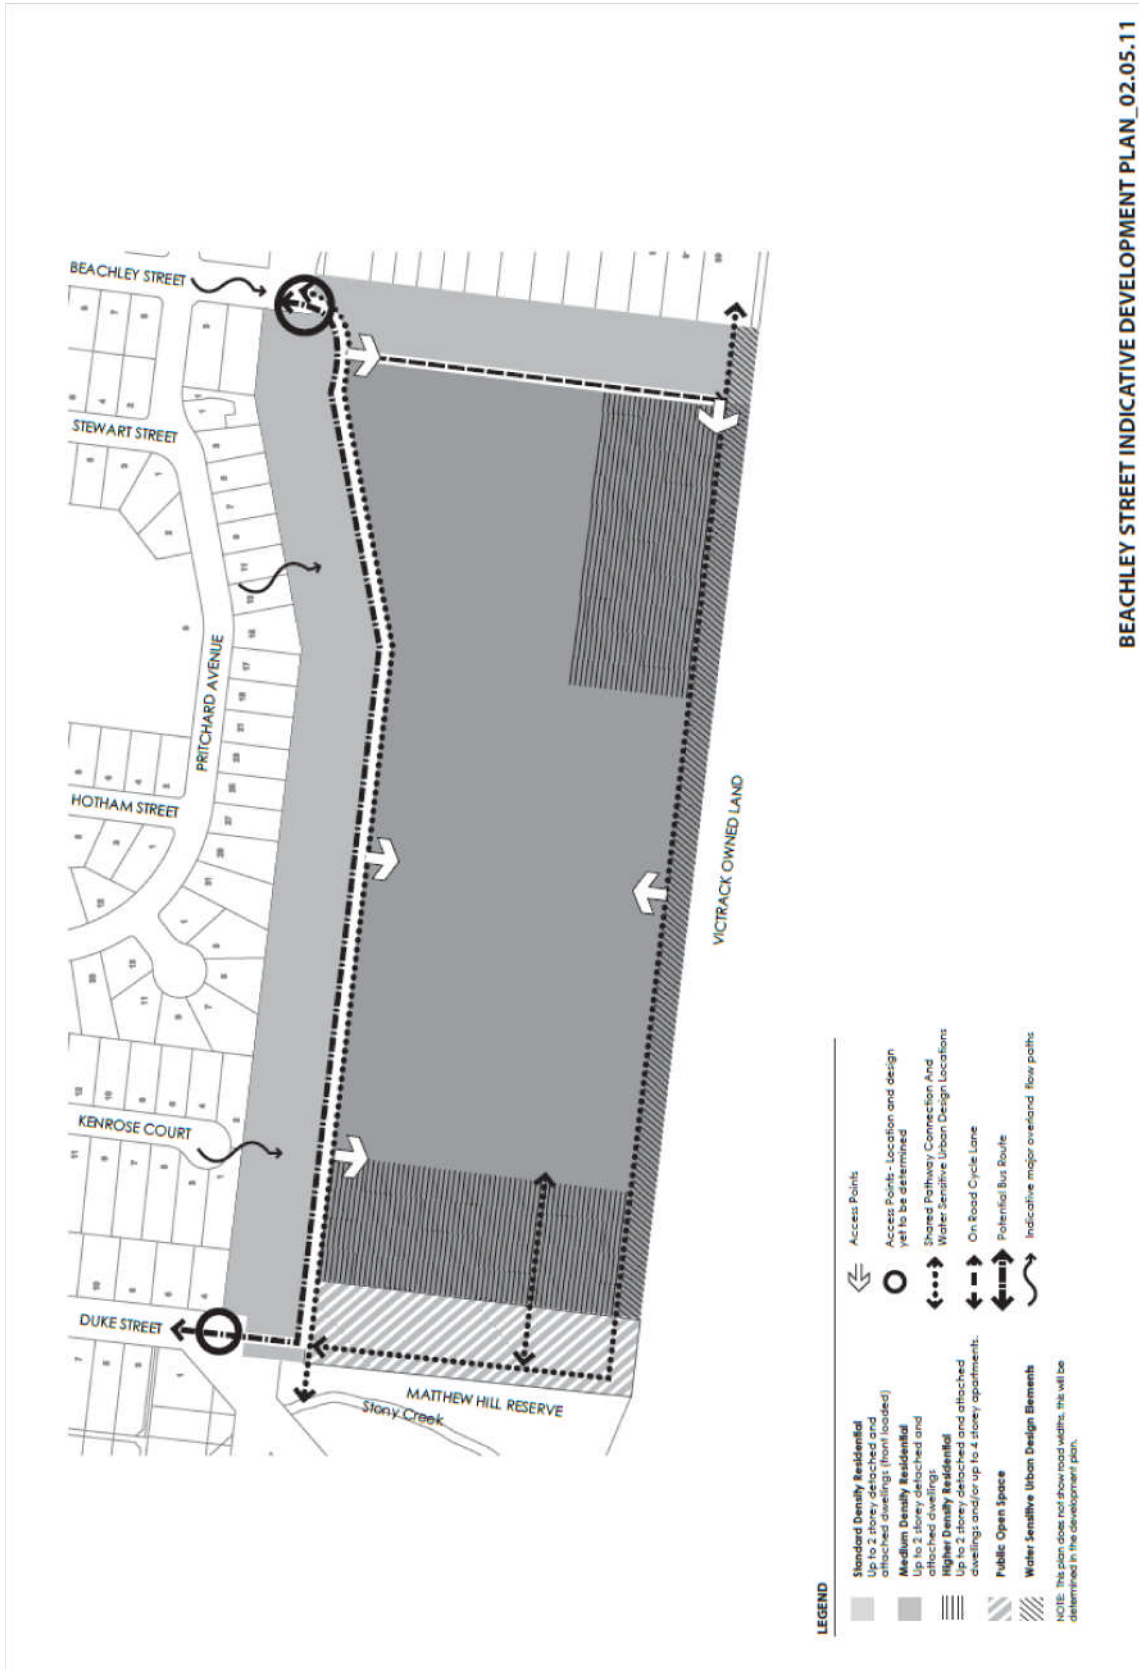 BEACHLEY STREET INDICATIVE DEVELOPMENT PLAN_02.05.11
BEACHLEY STREET
STEWART STREET
PRITCHARD AVENUE
HOTHAM STREET
KENROSE COURT
DUKE STREET
MATTHEW HILL RESERVE
Stony Creek
VICTRACK OWNED LAND
LEGEND
Standard Density Residential
Up to 2 storey detached and
attached dwellings (front loaded)
Medium Density Residential
Up to 2 storey detached and
attached dwellings
Higher Density Residential
Up to 2 storey detached and attached
dwellings and/or up to 4 storey apartments.
Public Open Space
Water Sensitive Urban Design Elements
Access Points
Access Points - Location and design
yet to be determined
Shared Pathway Connection And
Water Sensitive Urban Design Locations
On Road Cycle Lane
Potential Bus Route
Indicative major overland flow paths
NOTE: This plan does not show road widths, this will be
determined in the development plan.